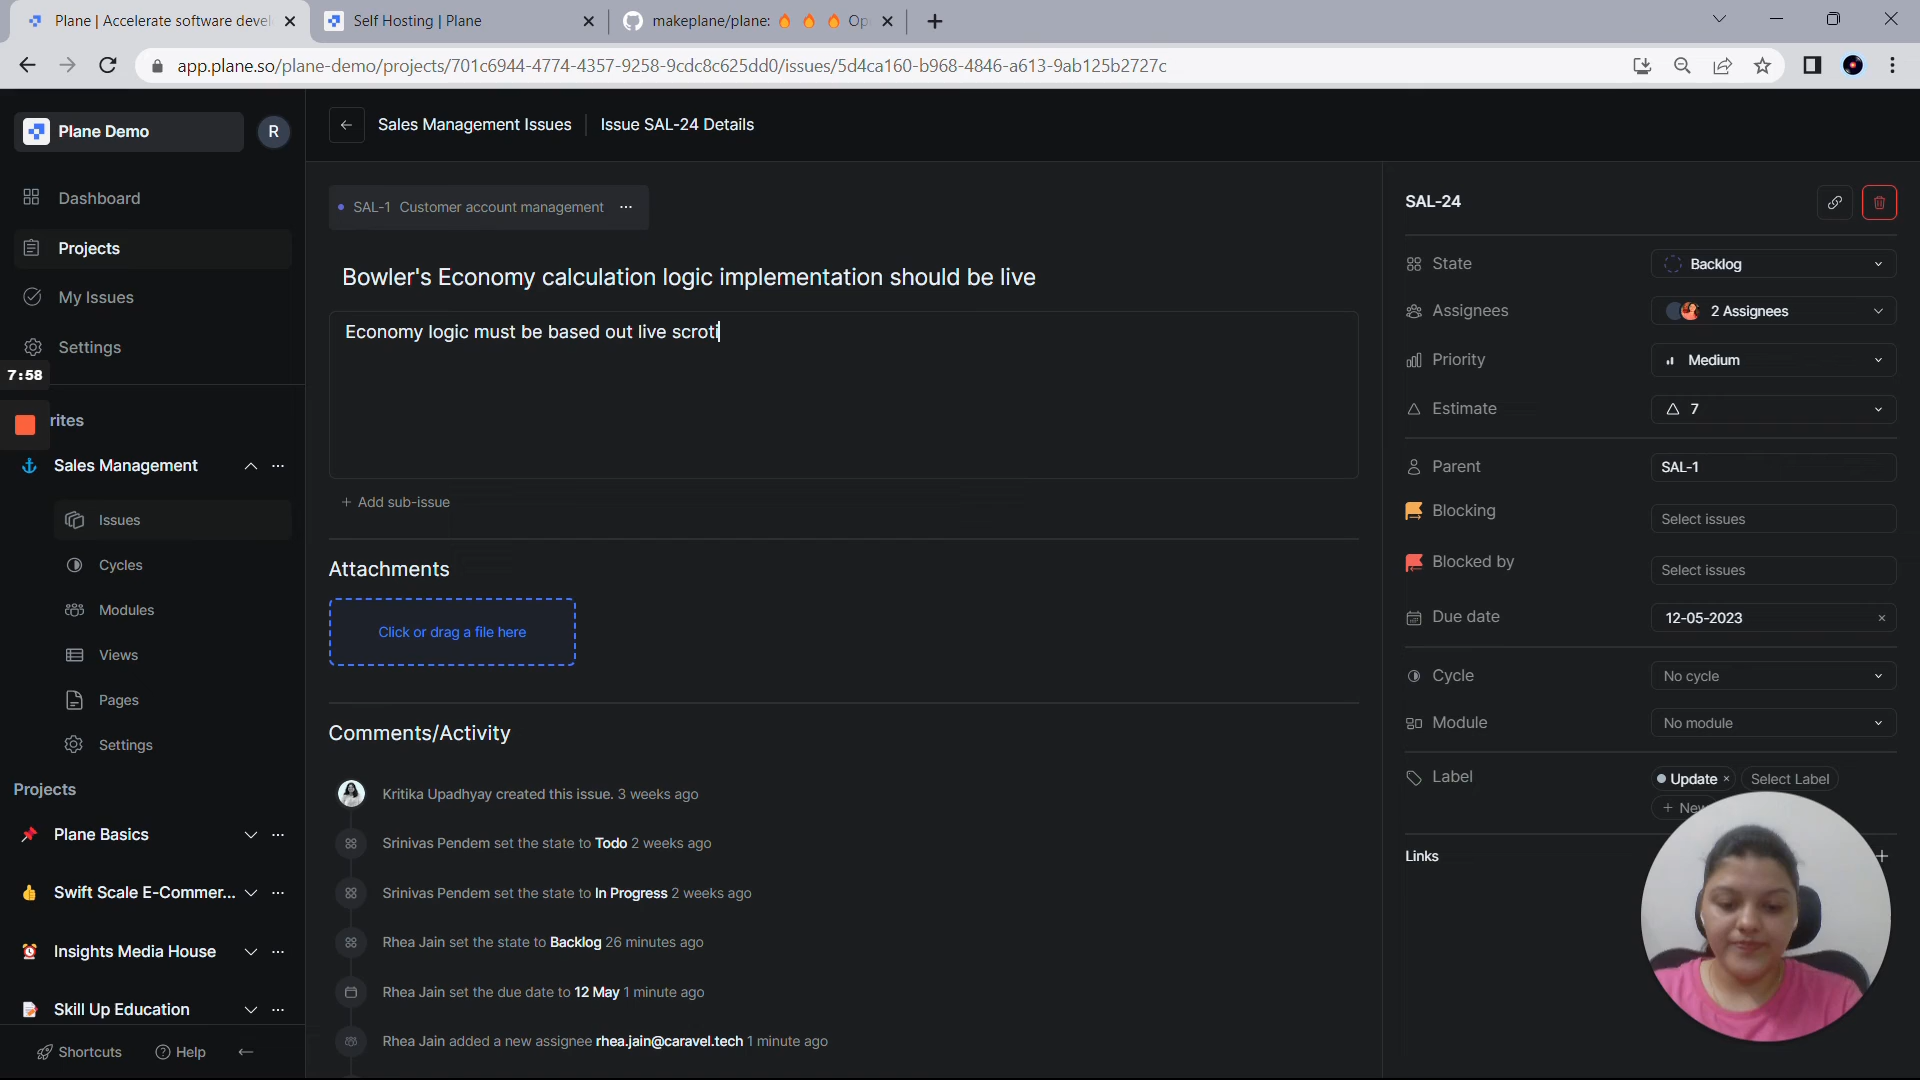 Plane | Accelerate software devel
Self Hosting | Plane
makeplane/plane: 🔥 🔥 🔥 Op
app.plane.so/plane-demo/projects/701c6944-4774-4357-9258-9cdc8c625dd0/issues/5d4ca160-b968-4846-a613-9ab125b2727c
Plane Demo
R
Dashboard
Projects
My Issues
Settings
7:58
rites
Sales Management
Issues
Cycles
Modules
Views
Pages
Settings
Projects
Plane Basics
Swift Scale E-Commer...
Insights Media House
Skill Up Education
Shortcuts
Help
Sales Management Issues
Issue SAL-24 Details
SAL-1 Customer account management
Bowler's Economy calculation logic implementation should be live
Economy logic must be based out live scroti
+ Add sub-issue
Attachments
Click or drag a file here
Comments/Activity
Kritika Upadhyay created this issue. 3 weeks ago
Srinivas Pendem set the state to Todo 2 weeks ago
Srinivas Pendem set the state to In Progress 2 weeks ago
Rhea Jain set the state to Backlog 26 minutes ago
Rhea Jain set the due date to 12 May 1 minute ago
Rhea Jain added a new assignee rhea.jain@caravel.tech 1 minute ago
SAL-24
State
Backlog
Assignees
2 Assignees
Priority
Medium
Estimate
7
Parent
SAL-1
Blocking
Select issues
Blocked by
Select issues
Due date
12-05-2023
Cycle
No cycle
Module
No module
Label
Update
Select Label
+ New
Links